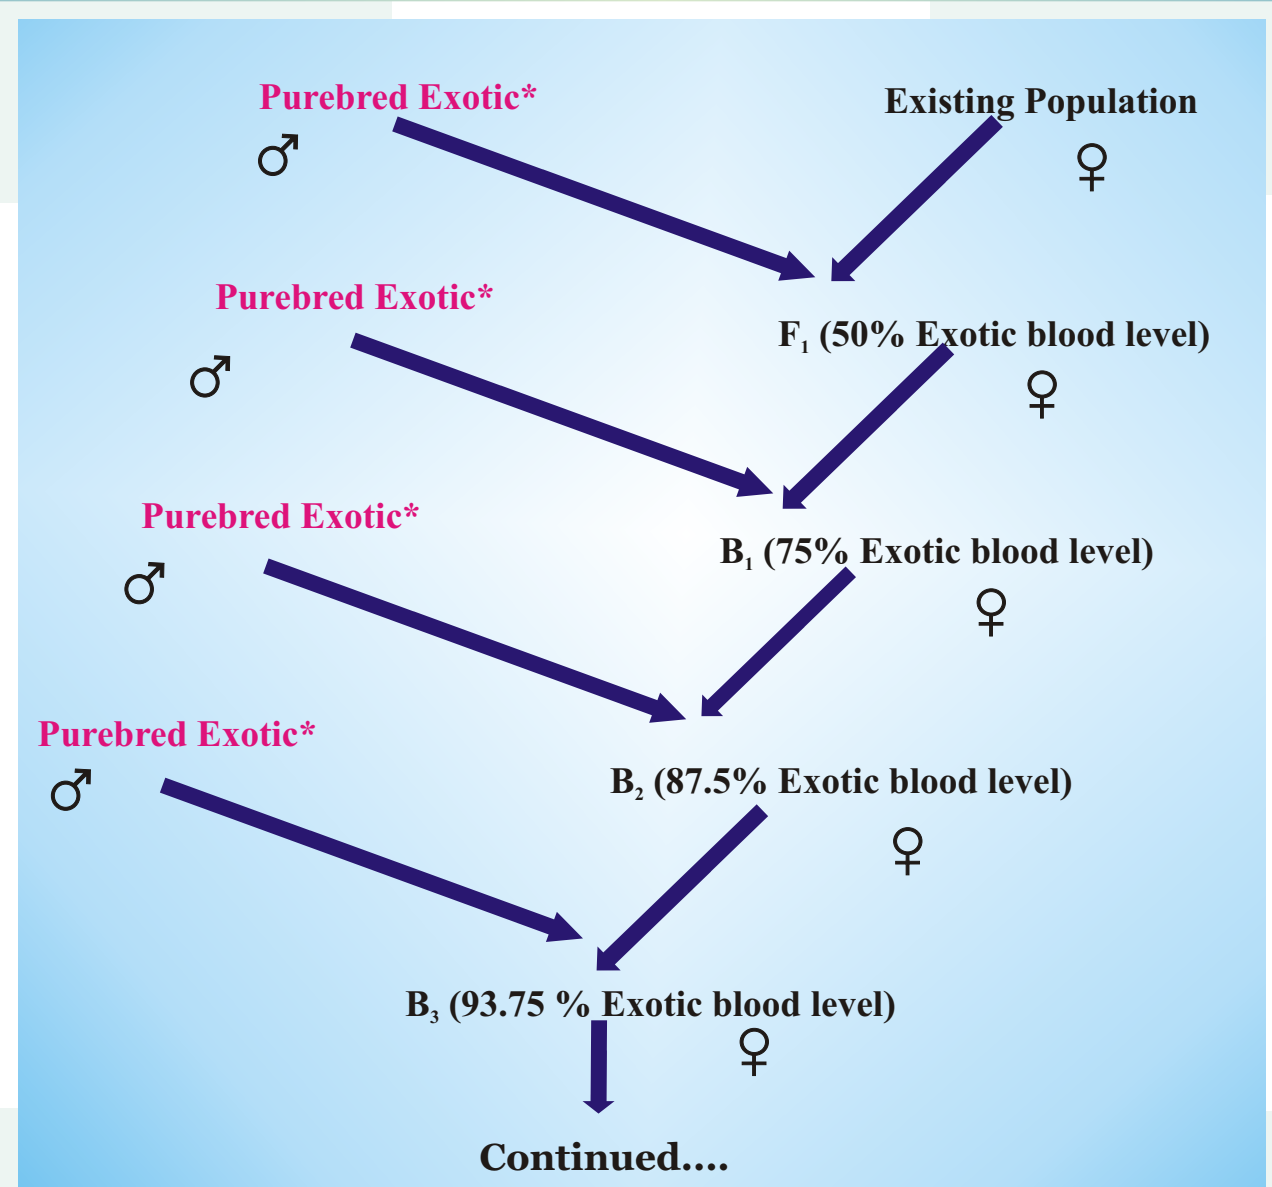 Purebred Exotic*
Existing Population
♂
♀
Purebred Exotic*
F₁ (50% Exotic blood level)
♂
♀
Purebred Exotic*
B₁ (75% Exotic blood level)
♂
♀
Purebred Exotic*
B₂ (87.5% Exotic blood level)
♂
♀
B₃ (93.75 % Exotic blood level)
♀
Continued....